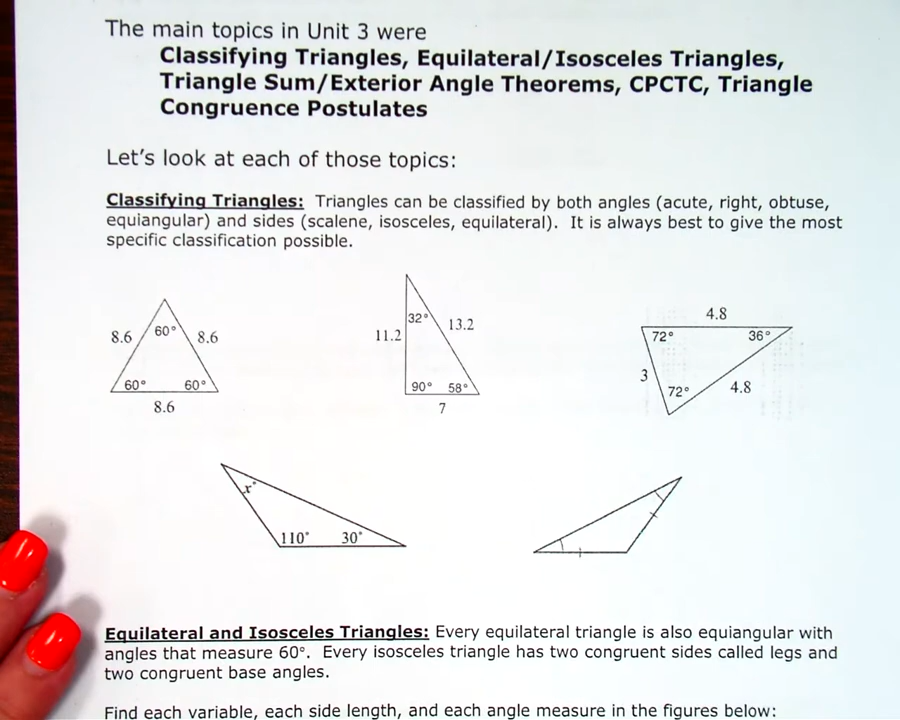 The main topics in Unit 3 were
Classifying Triangles, Equilateral/Isosceles Triangles,
Triangle Sum/Exterior Angle Theorems, CPCTC, Triangle
Congruence Postulates
Let's look at each of those topics:
Classifying Triangles: Triangles can be classified by both angles (acute, right, obtuse,
equiangular) and sides (scalene, isosceles, equilateral). It is always best to give the most
specific classification possible.
60°
8.6
8.6
60°
60°
8.6
32°
11.2
13.2
90°
58°
7
4.8
72°
36°
3
72°
4.8
x°
110°
30°
Equilateral and Isosceles Triangles: Every equilateral triangle is also equiangular with
angles that measure 60°. Every isosceles triangle has two congruent sides called legs and
two congruent base angles.
Find each variable, each side length, and each angle measure in the figures below: